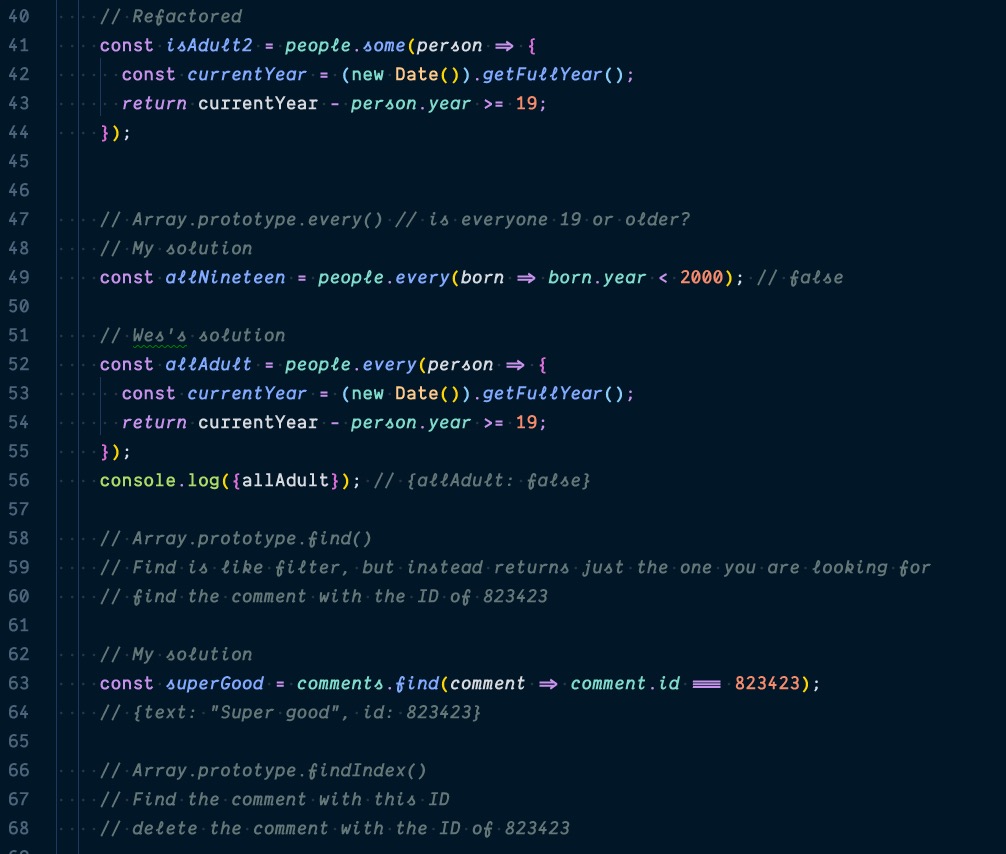 40 // Refactored
41 const isAdult2 = people.some(person => {
42 const currentYear = (new Date()).getFullYear();
43 return currentYear - person.year >= 19;
44 });
45
46
47 // Array.prototype.every() // is everyone 19 or older?
48 // My solution
49 const allNineteen = people.every(born => born.year < 2000); // false
50
51 // Wes's solution
52 const allAdult = people.every(person => {
53 const currentYear = (new Date()).getFullYear();
54 return currentYear - person.year >= 19;
55 });
56 console.log({allAdult}); // {allAdult: false}
57
58 // Array.prototype.find()
59 // Find is like filter, but instead returns just the one you are looking for
60 // find the comment with the ID of 823423
61
62 // My solution
63 const superGood = comments.find(comment => comment.id === 823423);
64 // {text: "Super good", id: 823423}
65
66 // Array.prototype.findIndex()
67 // Find the comment with this ID
68 // delete the comment with the ID of 823423